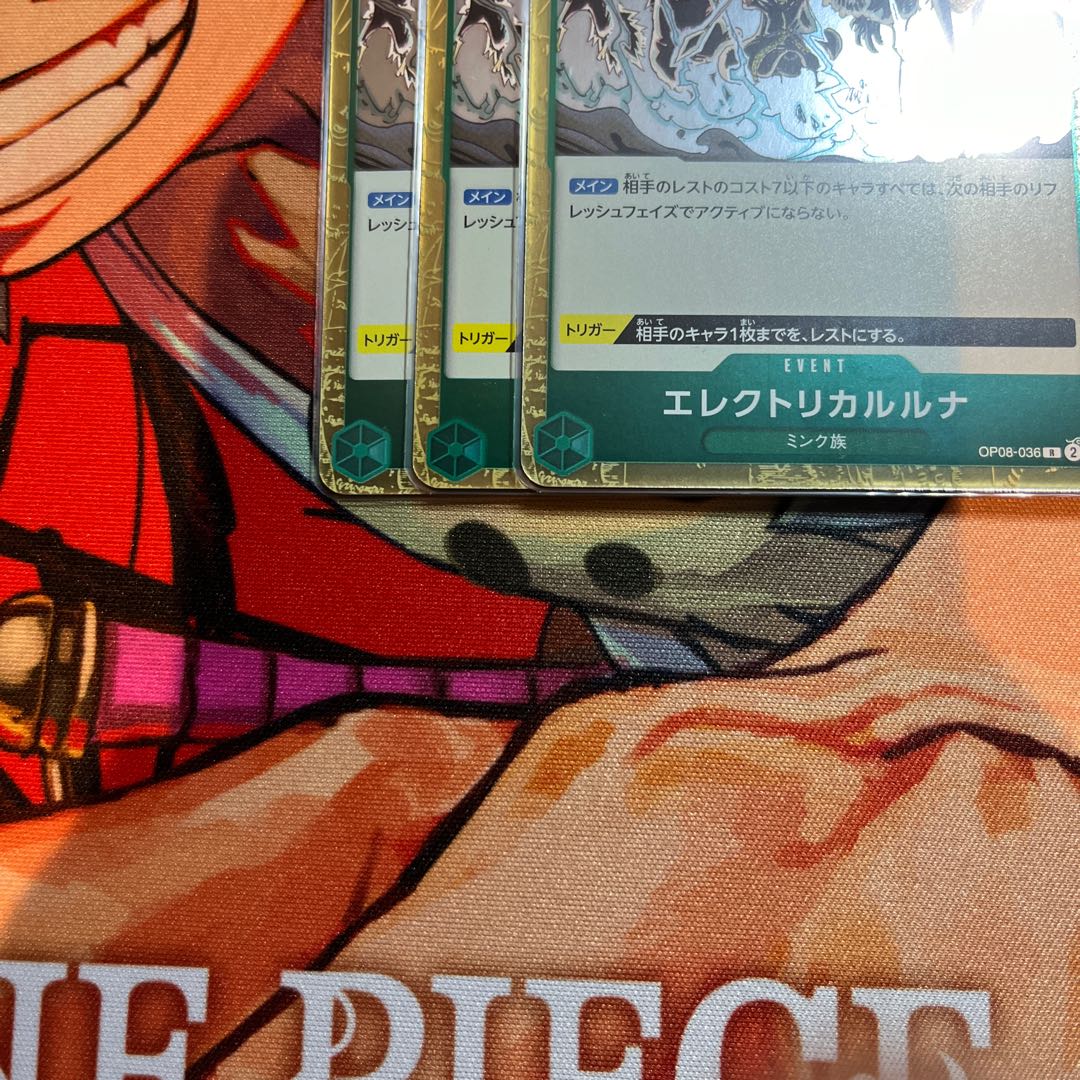 メイン
レッシュ
トリガー
メイン
レッシュ
トリガー
メイン 相手のレストのコスト7以下のキャラすべては、次の相手のリフ
レッシュフェイズでアクティブにならない。
トリガー 相手のキャラ1枚までを、レストにする。
EVENT
エレクトリカルルナ
ミンク族
OP08-036 R 2
NE PIECE